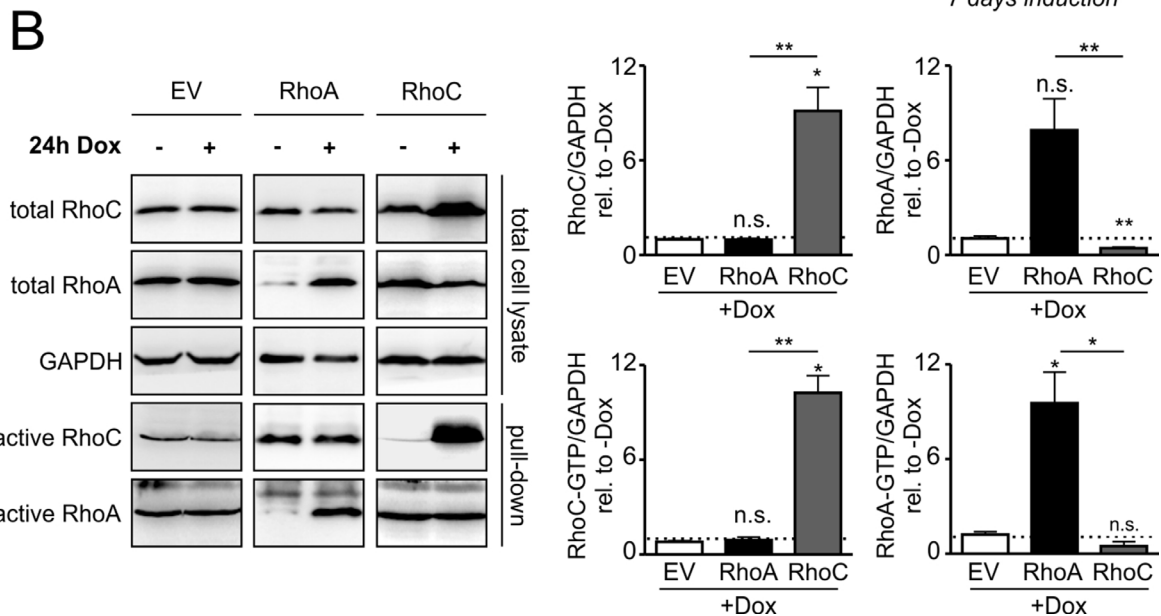 B
7 days induction
EV RhoA RhoC
24h Dox - + - + - +
total RhoC
total RhoA
GAPDH
active RhoC
active RhoA
total cell lysate
pull-down
RhoC/GAPDH
rel. to -Dox
12
6
0
**
*
n.s.
EV RhoA RhoC
+Dox
RhoA/GAPDH
rel. to -Dox
12
6
0
**
n.s.
**
EV RhoA RhoC
+Dox
RhoC-GTP/GAPDH
rel. to -Dox
12
6
0
**
*
n.s.
EV RhoA RhoC
+Dox
RhoA-GTP/GAPDH
rel. to -Dox
12
6
0
*
*
n.s.
EV RhoA RhoC
+Dox